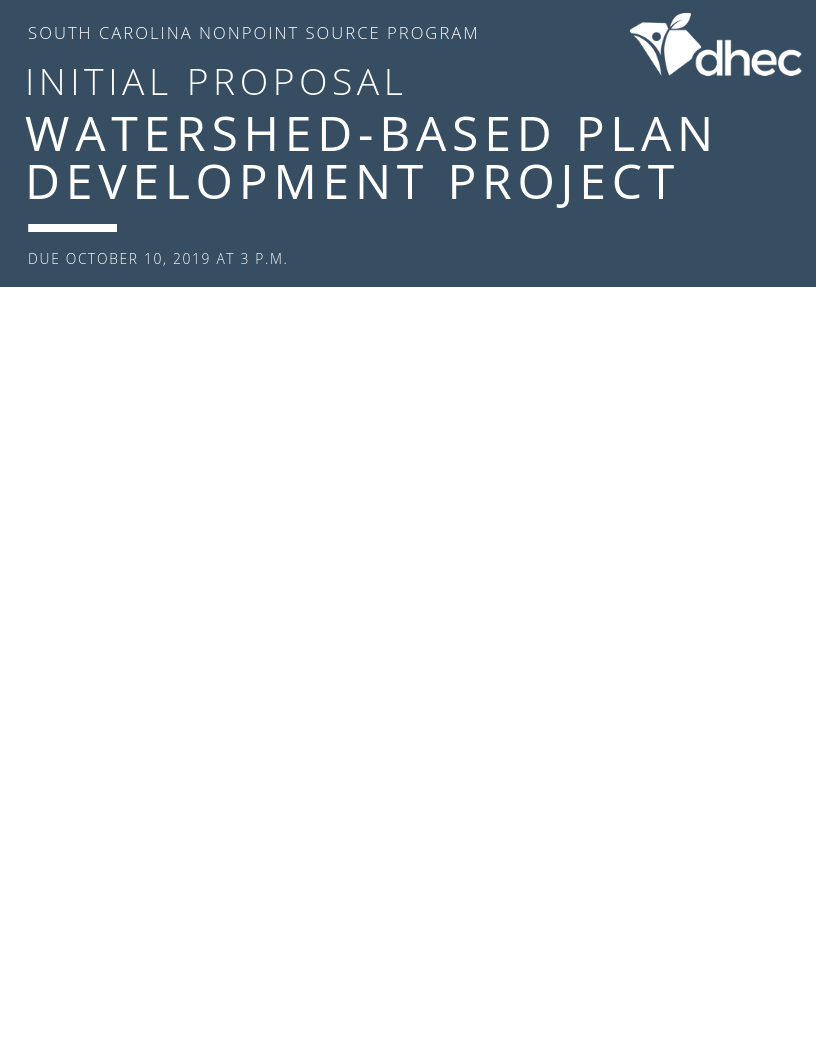 SOUTH CAROLINA NONPOINT SOURCE PROGRAM
dhec
INITIAL PROPOSAL
WATERSHED-BASED PLAN
DEVELOPMENT PROJECT
DUE OCTOBER 10, 2019 AT 3 P.M.